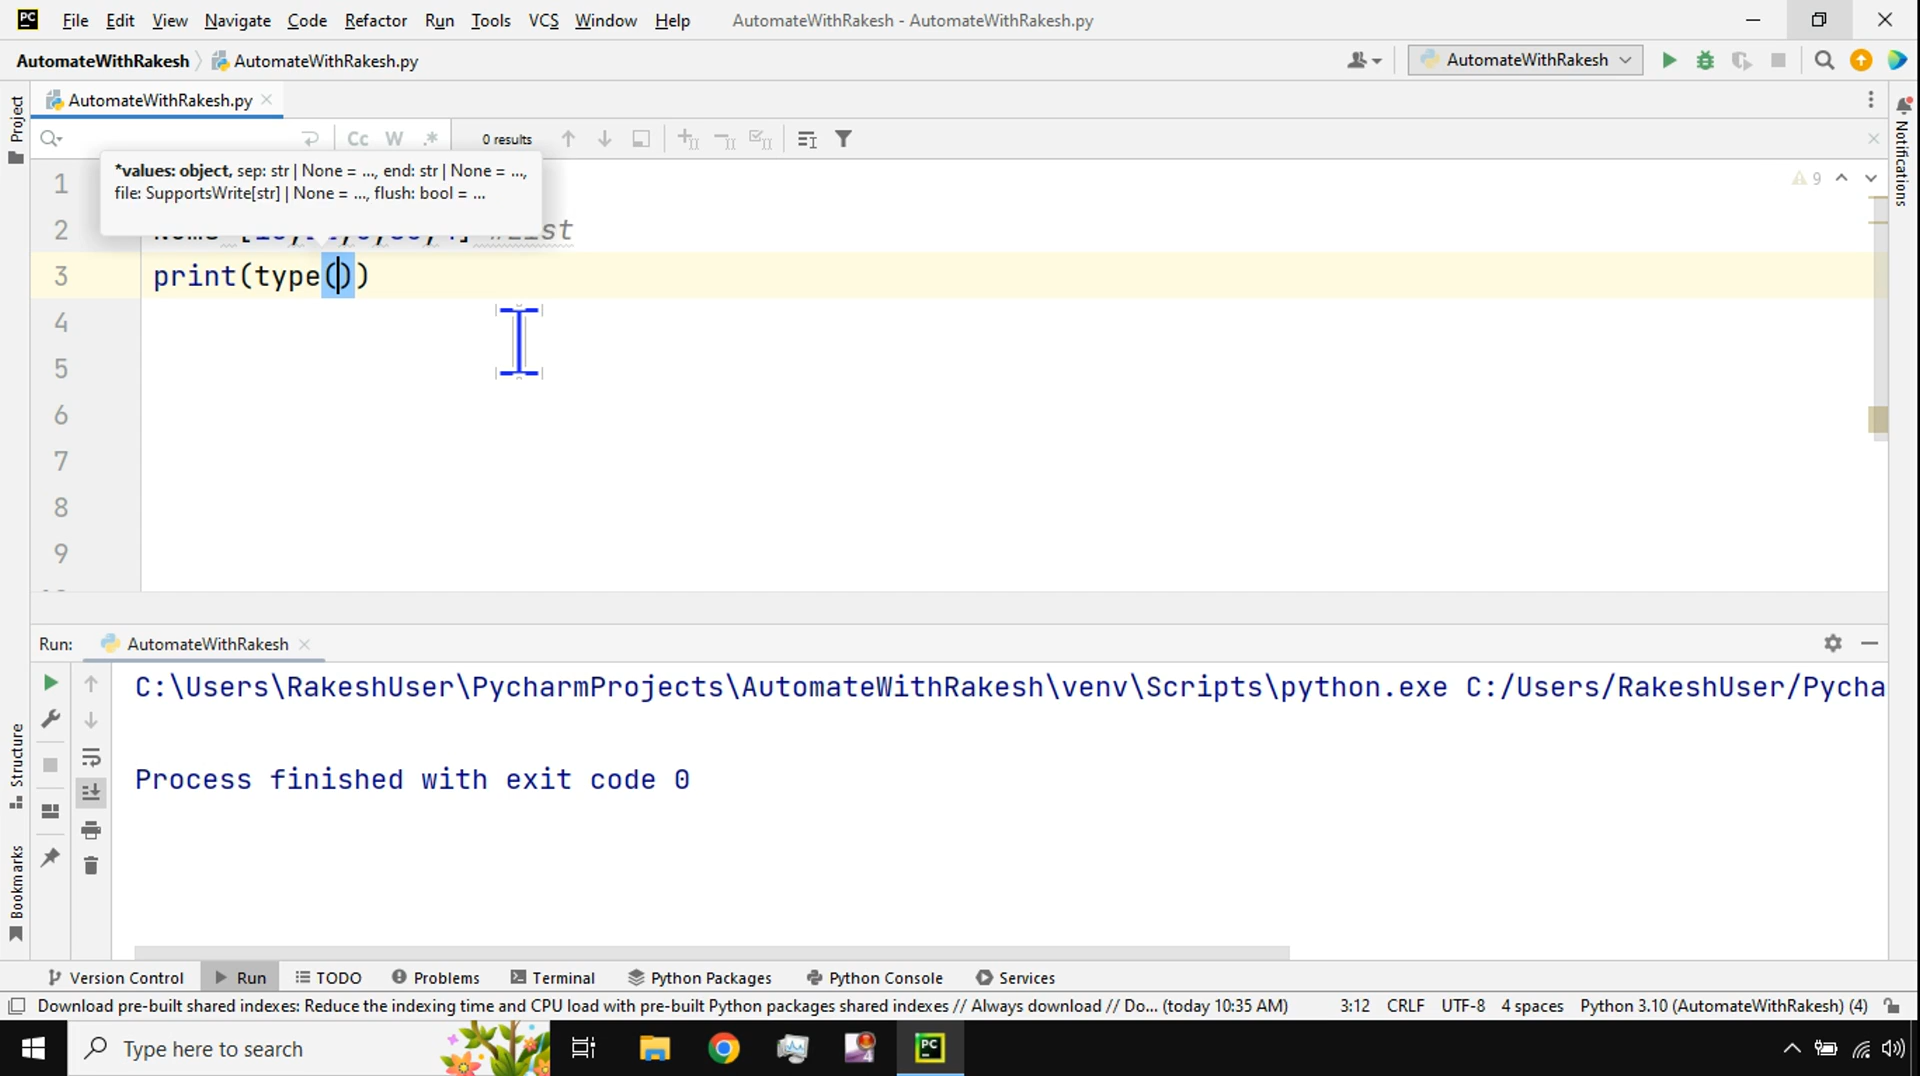 PC File Edit View Navigate Code Refactor Run Tools VCS Window Help AutomateWithRakesh - AutomateWithRakesh.py
AutomateWithRakesh AutomateWithRakesh.py AutomateWithRakesh
AutomateWithRakesh.py
Cc W .* 0 results
*values: object, sep: str | None = ..., end: str | None = ...,
file: SupportsWrite[str] | None = ..., flush: bool = ...
1
9
2
3 print(type())
4
5
6
7
8
9
Project
Notifications
Structure
Bookmarks
Run: AutomateWithRakesh
C:\Users\RakeshUser\PycharmProjects\AutomateWithRakesh\venv\Scripts\python.exe C:/Users/RakeshUser/Pycha
Process finished with exit code 0
Version Control Run TODO Problems Terminal Python Packages Python Console Services
Download pre-built shared indexes: Reduce the indexing time and CPU load with pre-built Python packages shared indexes // Always download // Do... (today 10:35 AM) 3:12 CRLF UTF-8 4 spaces Python 3.10 (AutomateWithRakesh) (4)
Type here to search
4
PC